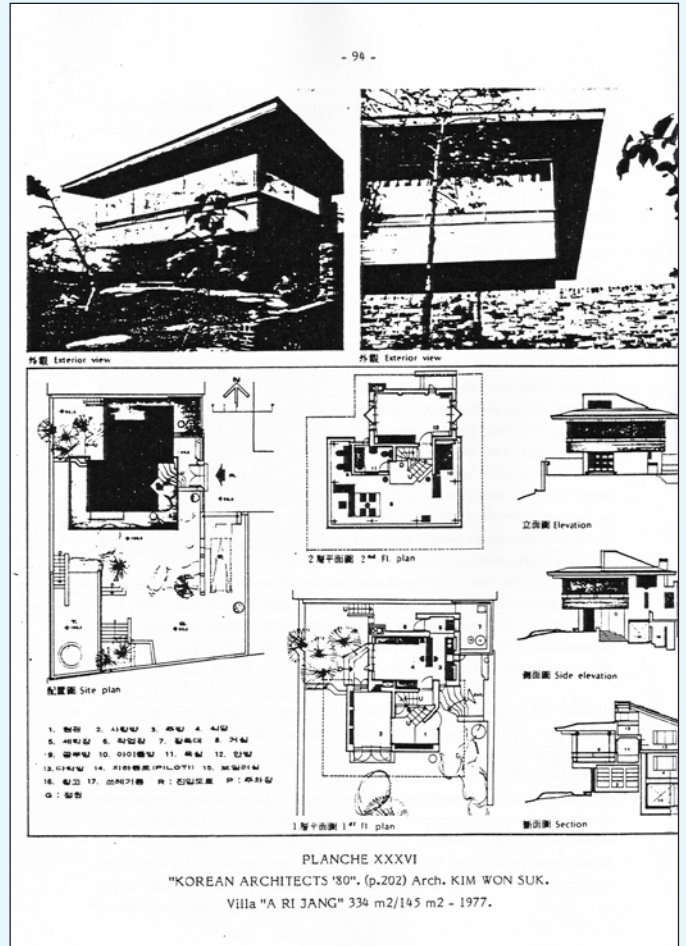 - 94 -
外觀 Exterior view
外觀 Exterior view
配置圖 Site plan
2層平面圖 2nd Fl. plan
立面圖 Elevation
側面圖 Side elevation
1. 현관 2. 사랑방 3. 주방 4. 식당
5. 세탁장 6. 작업장 7. 장독대 8. 거실
9. 공부방 10. 아이들방 11. 욕실 12. 안방
13. 다락방 14. 지하통로(PILOTI) 15. 보일러실
16. 창고 17. 쓰레기통 R : 진입도로 P : 주차장
G : 정원
1層平面圖 1st Fl. plan
斷面圖 Section
PLANCHE XXXVI
"KOREAN ARCHITECTS '80". (p.202) Arch. KIM WON SUK.
Villa "A RI JANG" 334 m2/145 m2 - 1977.